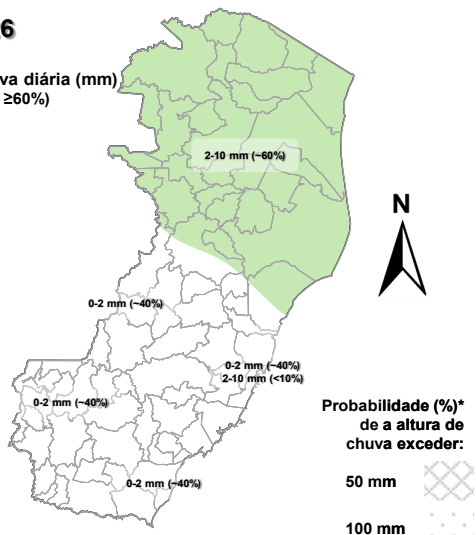 6
va diária (mm)
≥60%)
2-10 mm (~60%)
N
0-2 mm (~40%)
0-2 mm (~40%)
2-10 mm (<10%)
0-2 mm (~40%)
Probabilidade (%)*
de a altura de
chuva exceder:
0-2 mm (~40%)
50 mm
100 mm